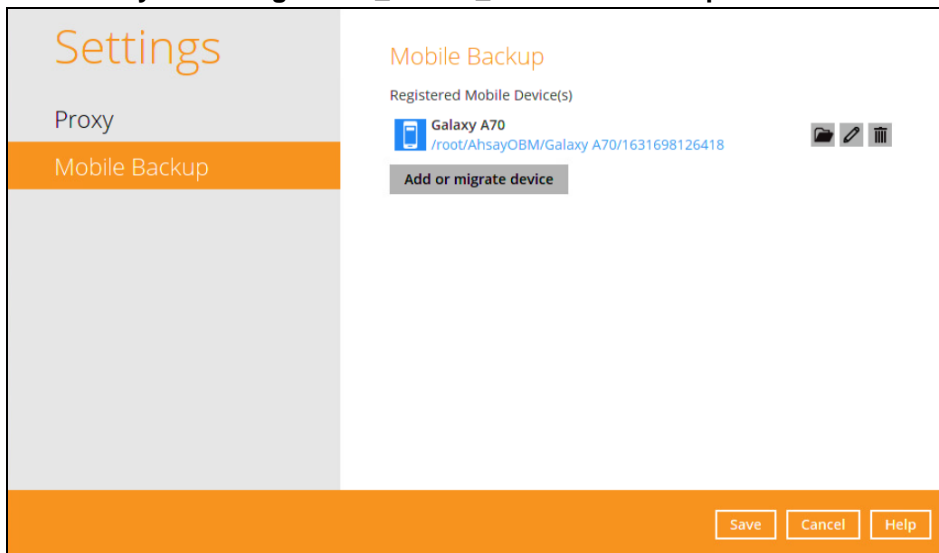 Settings
Proxy
Mobile Backup
Mobile Backup
Registered Mobile Device(s)
Galaxy A70
/root/AhsayOBM/Galaxy A70/1631698126418
Add or migrate device
Save
Cancel
Help